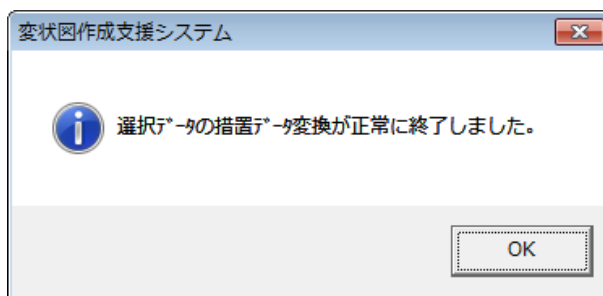 変状図作成支援システム
選択ﾃﾞｰﾀの措置ﾃﾞｰﾀ変換が正常に終了しました。
OK